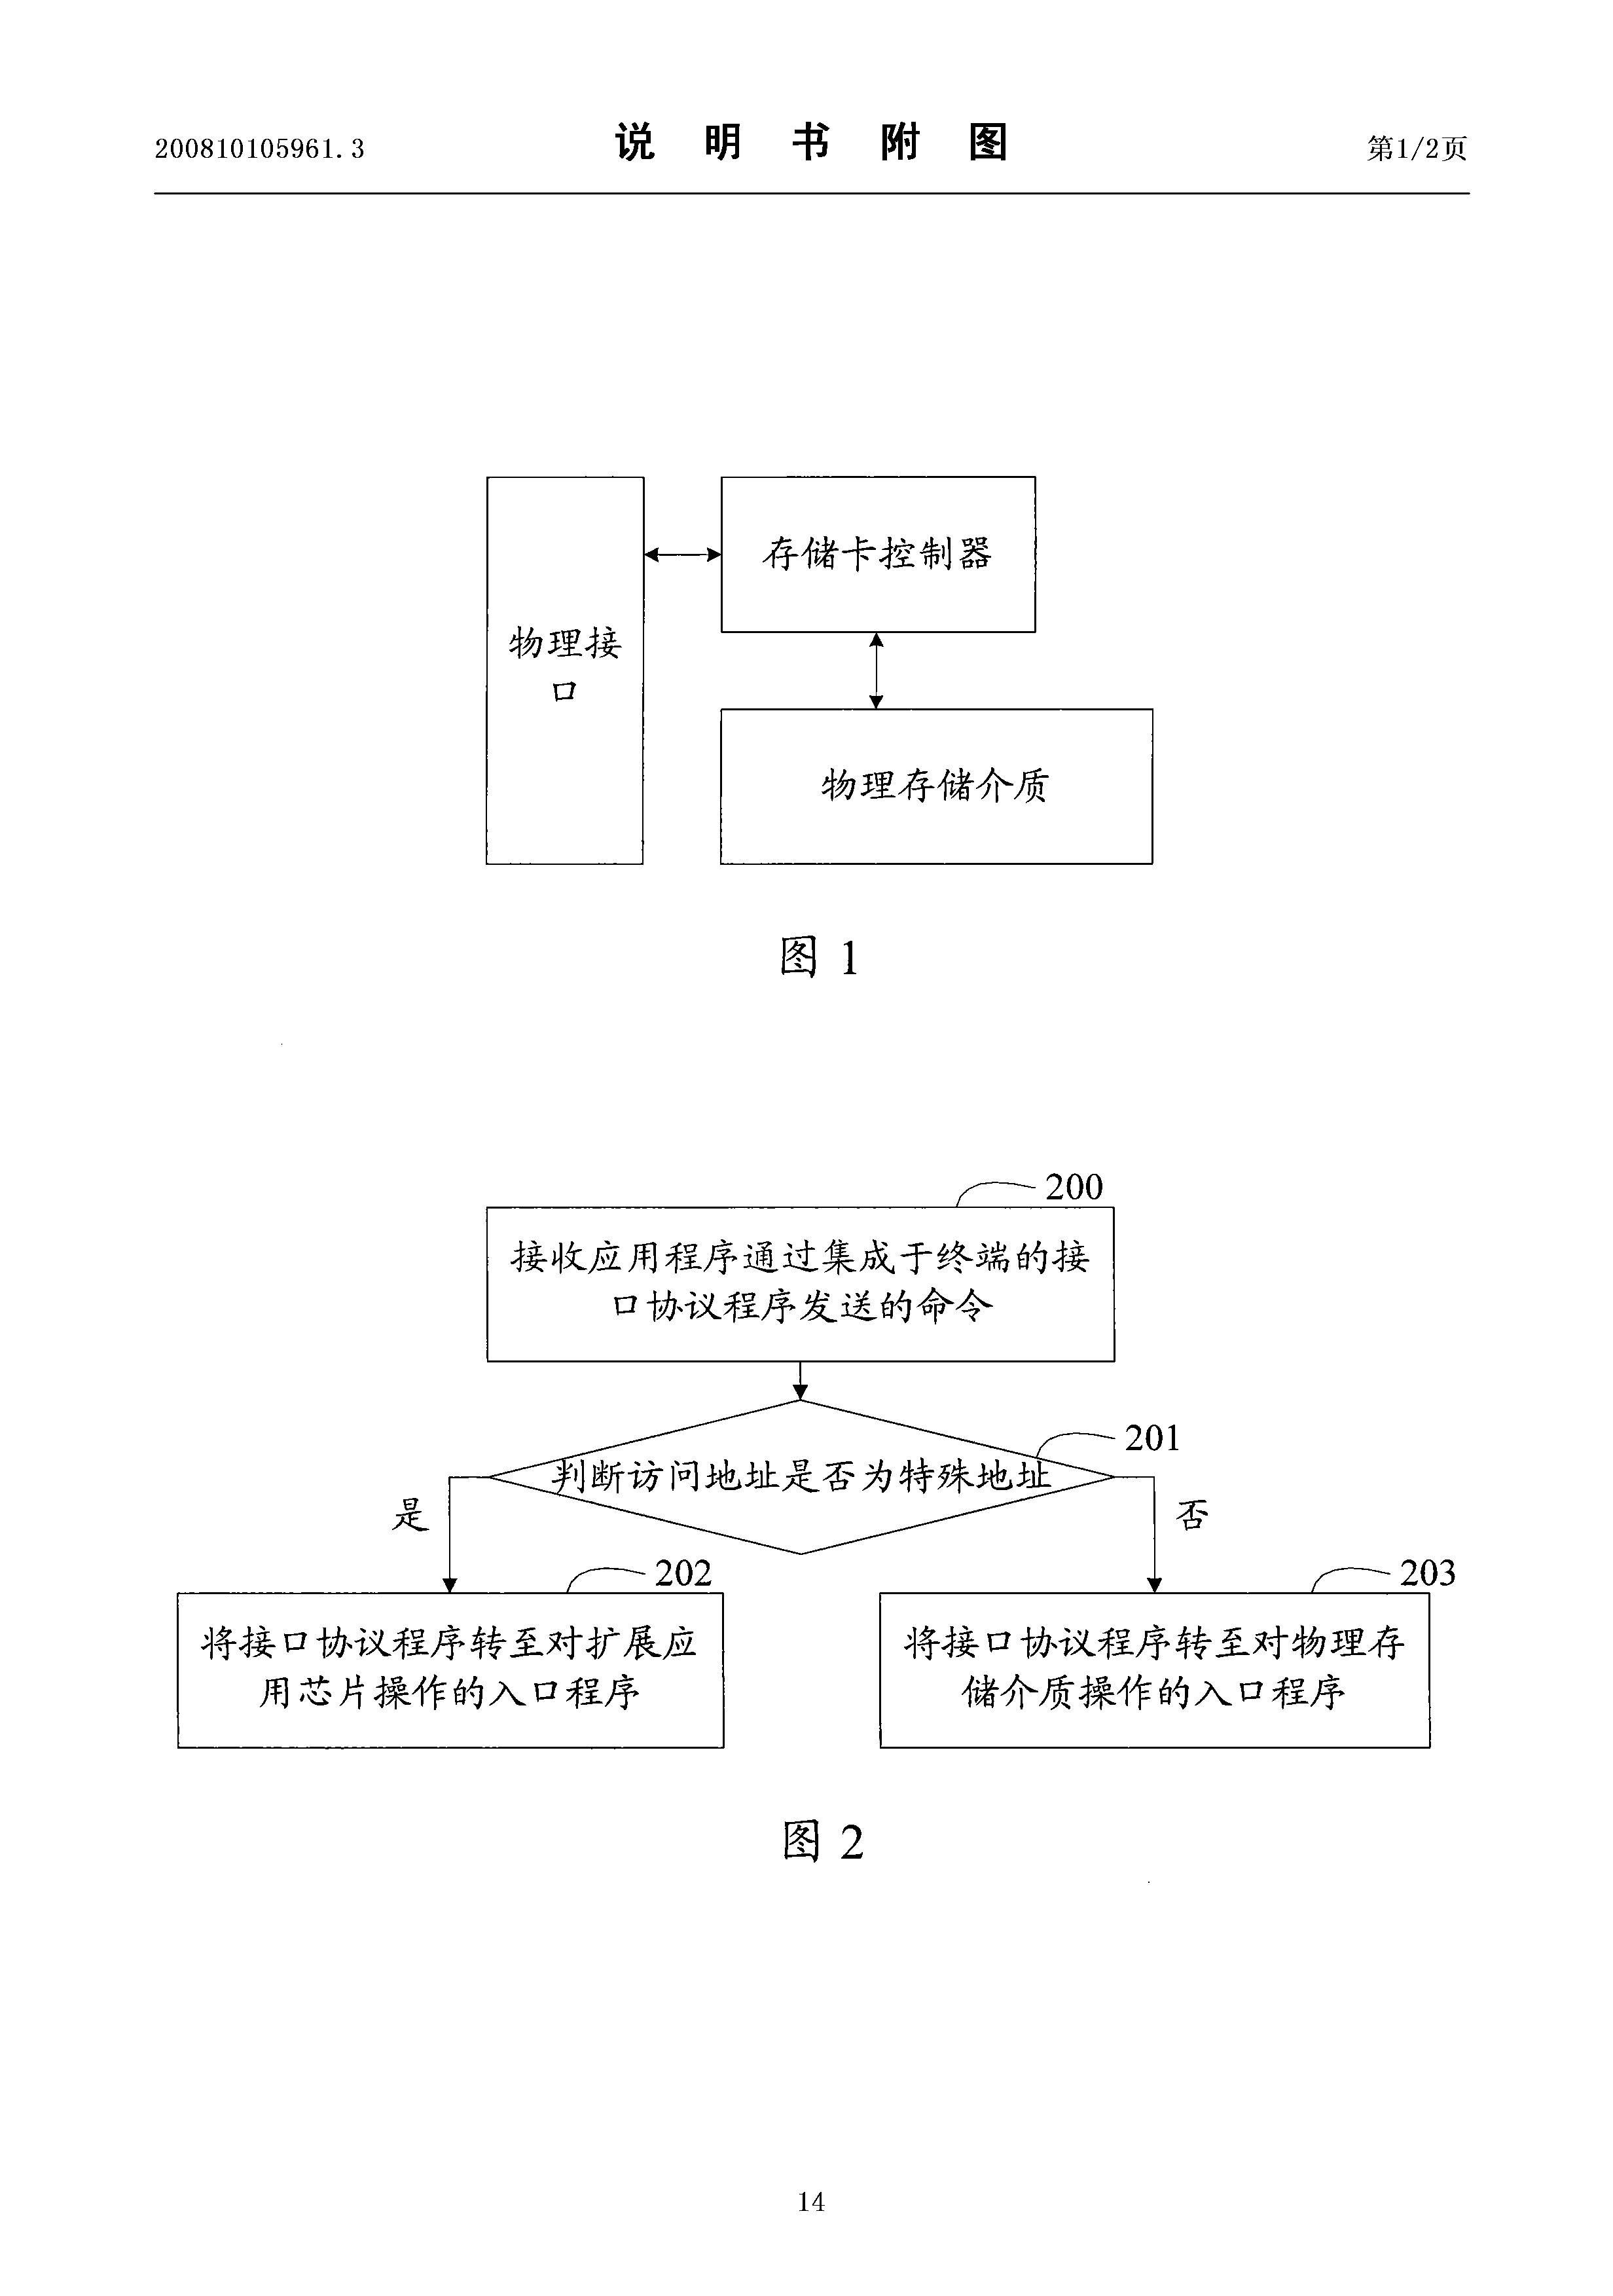 200810105961.3
说明书附图
第1/2页
存储卡控制器
物理接
口
物理存储介质
图 1
200
接收应用程序通过集成于终端的接
口协议程序发送的命令
201
判断访问地址是否为特殊地址
是
否
202
203
将接口协议程序转至对扩展应
用芯片操作的入口程序
将接口协议程序转至对物理存
储介质操作的入口程序
图 2
14